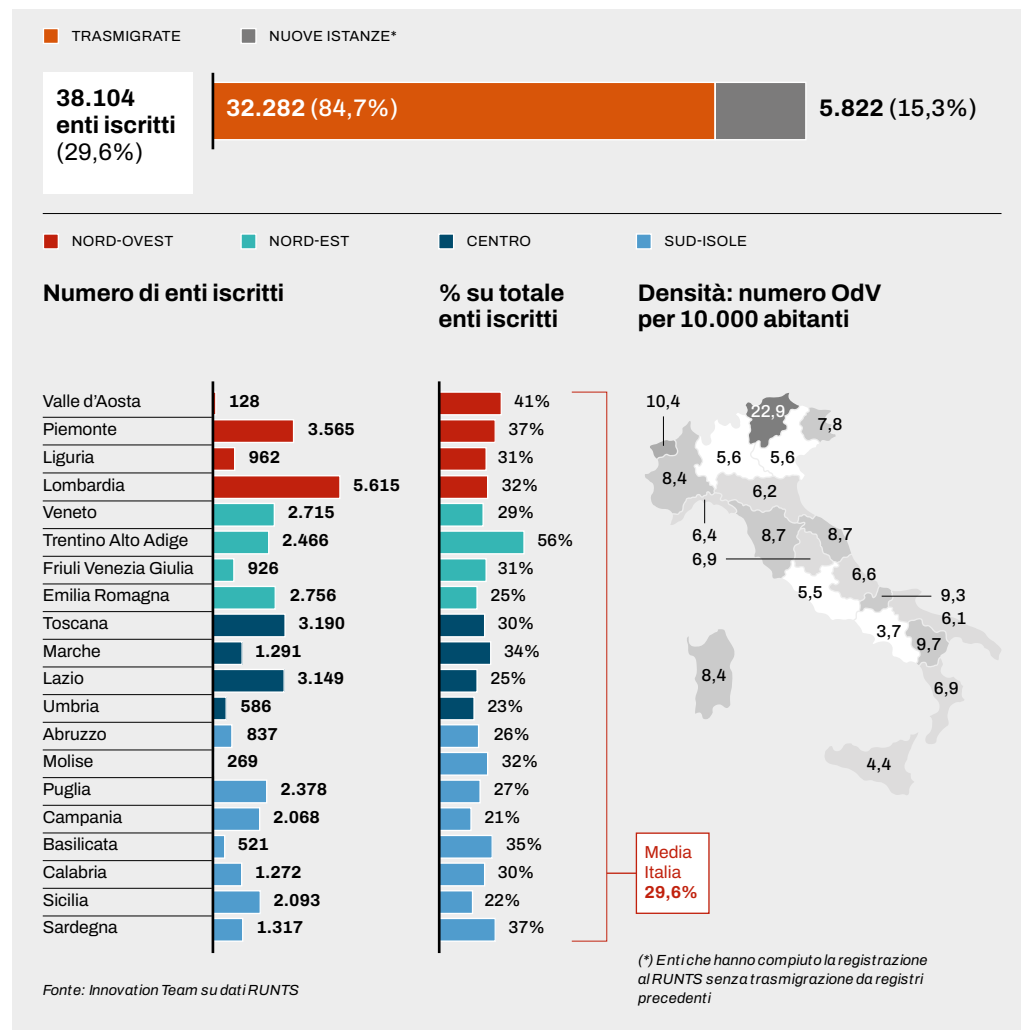 TRASMIGRATE
NUOVE ISTANZE*
38.104
enti iscritti
(29,6%)
32.282 (84,7%)
5.822 (15,3%)
NORD-OVEST
NORD-EST
CENTRO
SUD-ISOLE
Numero di enti iscritti
% su totale
enti iscritti
Densità: numero OdV
per 10.000 abitanti
Valle d'Aosta 128 41%
Piemonte 3.565 37%
Liguria 962 31%
Lombardia 5.615 32%
Veneto 2.715 29%
Trentino Alto Adige 2.466 56%
Friuli Venezia Giulia 926 31%
Emilia Romagna 2.756 25%
Toscana 3.190 30%
Marche 1.291 34%
Lazio 3.149 25%
Umbria 586 23%
Abruzzo 837 26%
Molise 269 32%
Puglia 2.378 27%
Campania 2.068 21%
Basilicata 521 35%
Calabria 1.272 30%
Sicilia 2.093 22%
Sardegna 1.317 37%
Media
Italia
29,6%
10,4
22,9
7,8
5,6
5,6
8,4
6,2
6,4
8,7
8,7
6,9
6,6
5,5
9,3
6,1
3,7
9,7
8,4
6,9
4,4
(*) Enti che hanno compiuto la registrazione
al RUNTS senza trasmigrazione da registri
precedenti
Fonte: Innovation Team su dati RUNTS